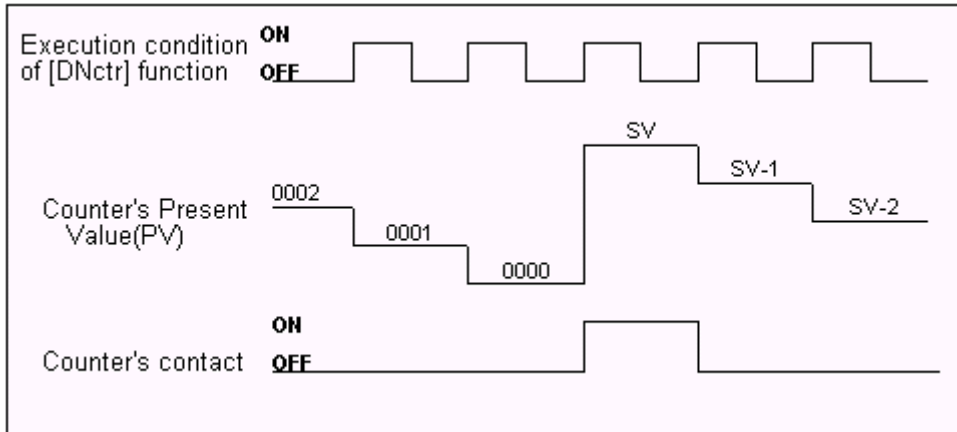 Execution condition ON
of [DNctr] function OFF
SV
SV-1
0002
SV-2
Counter's Present
Value(PV)
0001
0000
ON
Counter's contact OFF